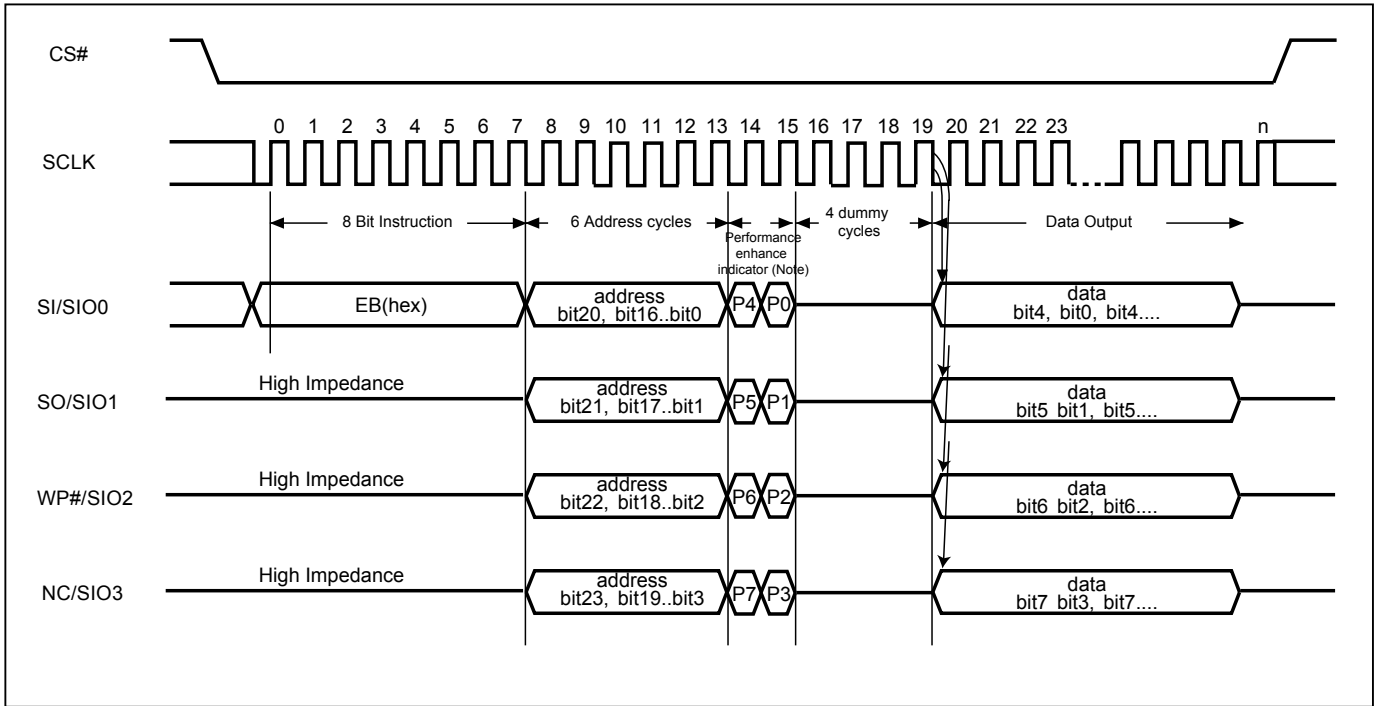 CS#
0 1 2 3 4 5 6 7 8 9 10 11 12 13 14 15 16 17 18 19 20 21 22 23 n
SCLK
8 Bit Instruction
6 Address cycles
Performance
enhance
indicator (Note)
4 dummy
cycles
Data Output
SI/SIO0
EB(hex)
address
bit20, bit16..bit0
P4
P0
data
bit4, bit0, bit4....
SO/SIO1
High Impedance
address
bit21, bit17..bit1
P5
P1
data
bit5 bit1, bit5....
WP#/SIO2
High Impedance
address
bit22, bit18..bit2
P6
P2
data
bit6 bit2, bit6....
NC/SIO3
High Impedance
address
bit23, bit19..bit3
P7
P3
data
bit7 bit3, bit7....